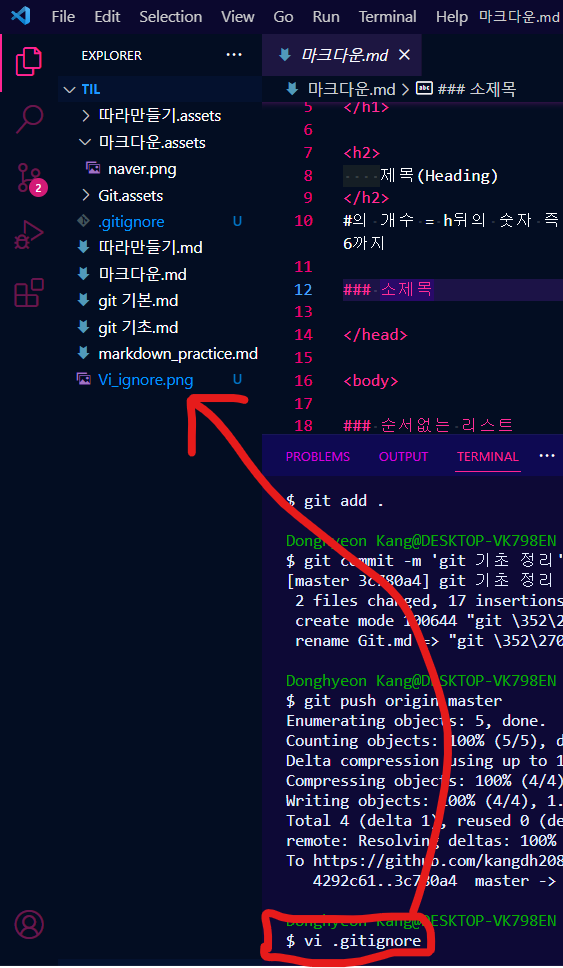 File Edit Selection View Go Run Terminal Help 마크다운.md
EXPLORER ···
TIL
따라만들기.assets
마크다운.assets
naver.png
Git.assets
.gitignore U
따라만들기.md
마크다운.md
git 기본.md
git 기초.md
markdown_practice.md
Vi_ignore.png U
2
마크다운.md ×
마크다운.md > abc ### 소제목
5 </h1>
6
7 <h2>
8 ····제목(Heading)
9 </h2>
10 #의 개수 = h뒤의 숫자 즉
6까지
11
12 ###·소제목
13
14 </head>
15
16 <body>
17
18 ###·순서없는·리스트
PROBLEMS OUTPUT TERMINAL ···
$ git add .
Donghyeon Kang@DESKTOP-VK798EN
$ git commit -m 'git 기초 정리'
[master 3c780a4] git 기초 정리
2 files changed, 17 insertions
create mode 100644 "git \352\2
rename Git.md => "git \352\270
Donghyeon Kang@DESKTOP-VK798EN
$ git push origin master
Enumerating objects: 5, done.
Counting objects: 100% (5/5), d
Delta compression using up to 1
Compressing objects: 100% (4/4)
Writing objects: 100% (4/4), 1.
Total 4 (delta 1), reused 0 (de
remote: Resolving deltas: 100%
To https://github.com/kangdh208
4292c61..3c780a4 master ->
Donghyeon Kang@DESKTOP-VK798EN
$ vi .gitignore